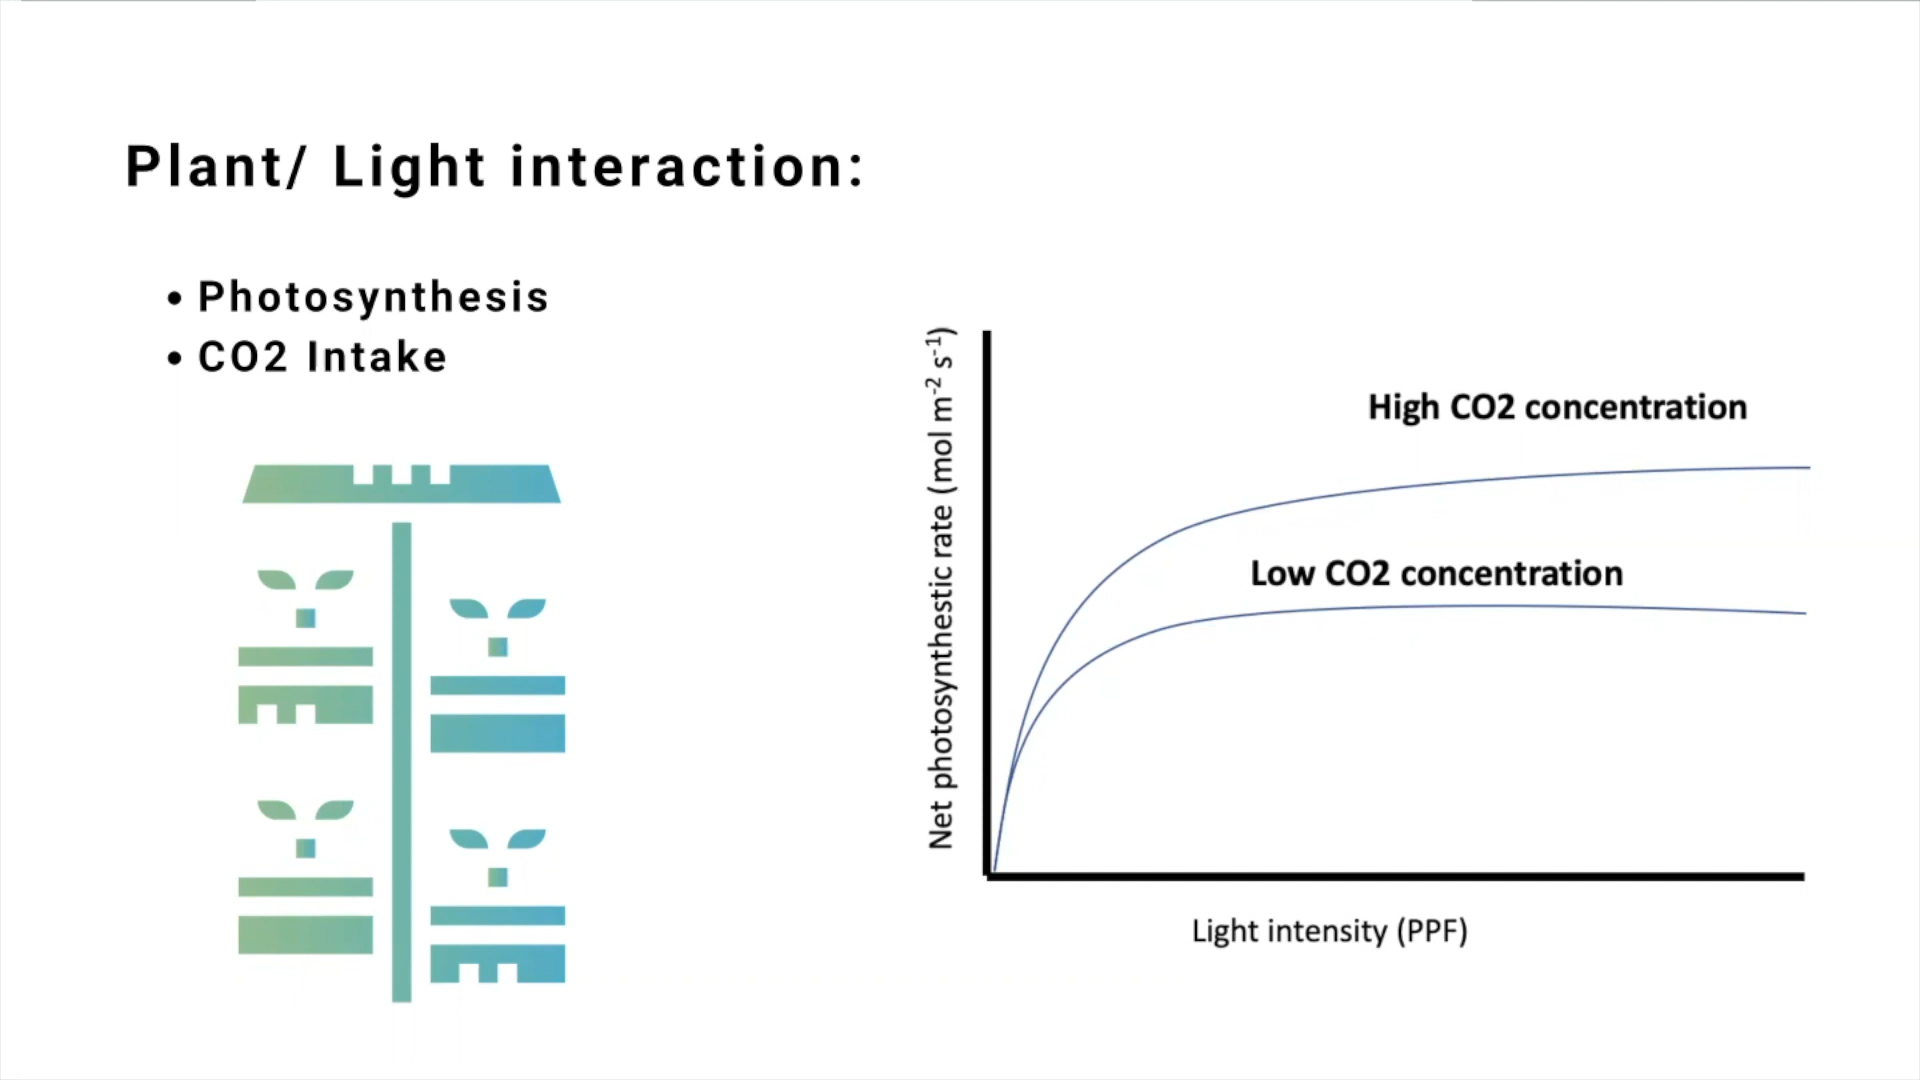 Plant/ Light interaction:
• Photosynthesis
• CO2 Intake
Net photosynthestic rate (mol m⁻² s⁻¹)
High CO2 concentration
Low CO2 concentration
Light intensity (PPF)